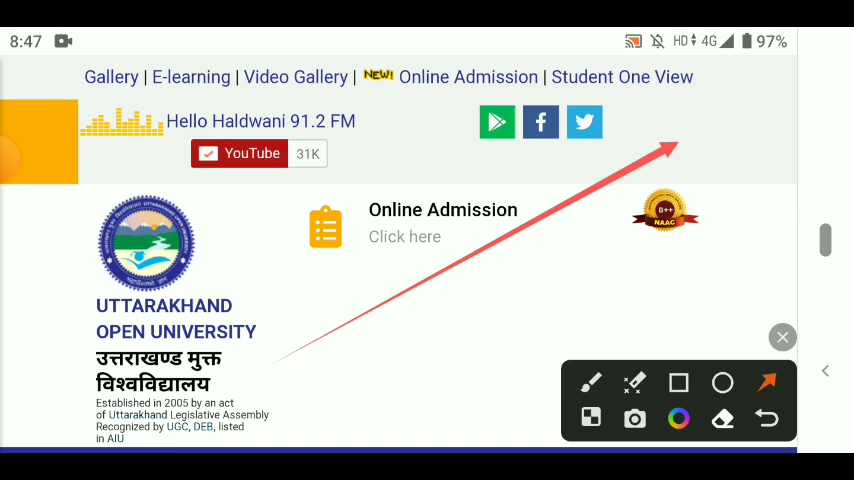 8:47 HD 4G 97%
Gallery | E-learning | Video Gallery | NEW! Online Admission | Student One View
Hello Haldwani 91.2 FM
YouTube 31K
Online Admission
Click here
B++
NAAC
UTTARAKHAND
OPEN UNIVERSITY
उत्तराखण्ड मुक्त
विश्वविद्यालय
Established in 2005 by an act
of Uttarakhand Legislative Assembly
Recognized by UGC, DEB, listed
in AIU